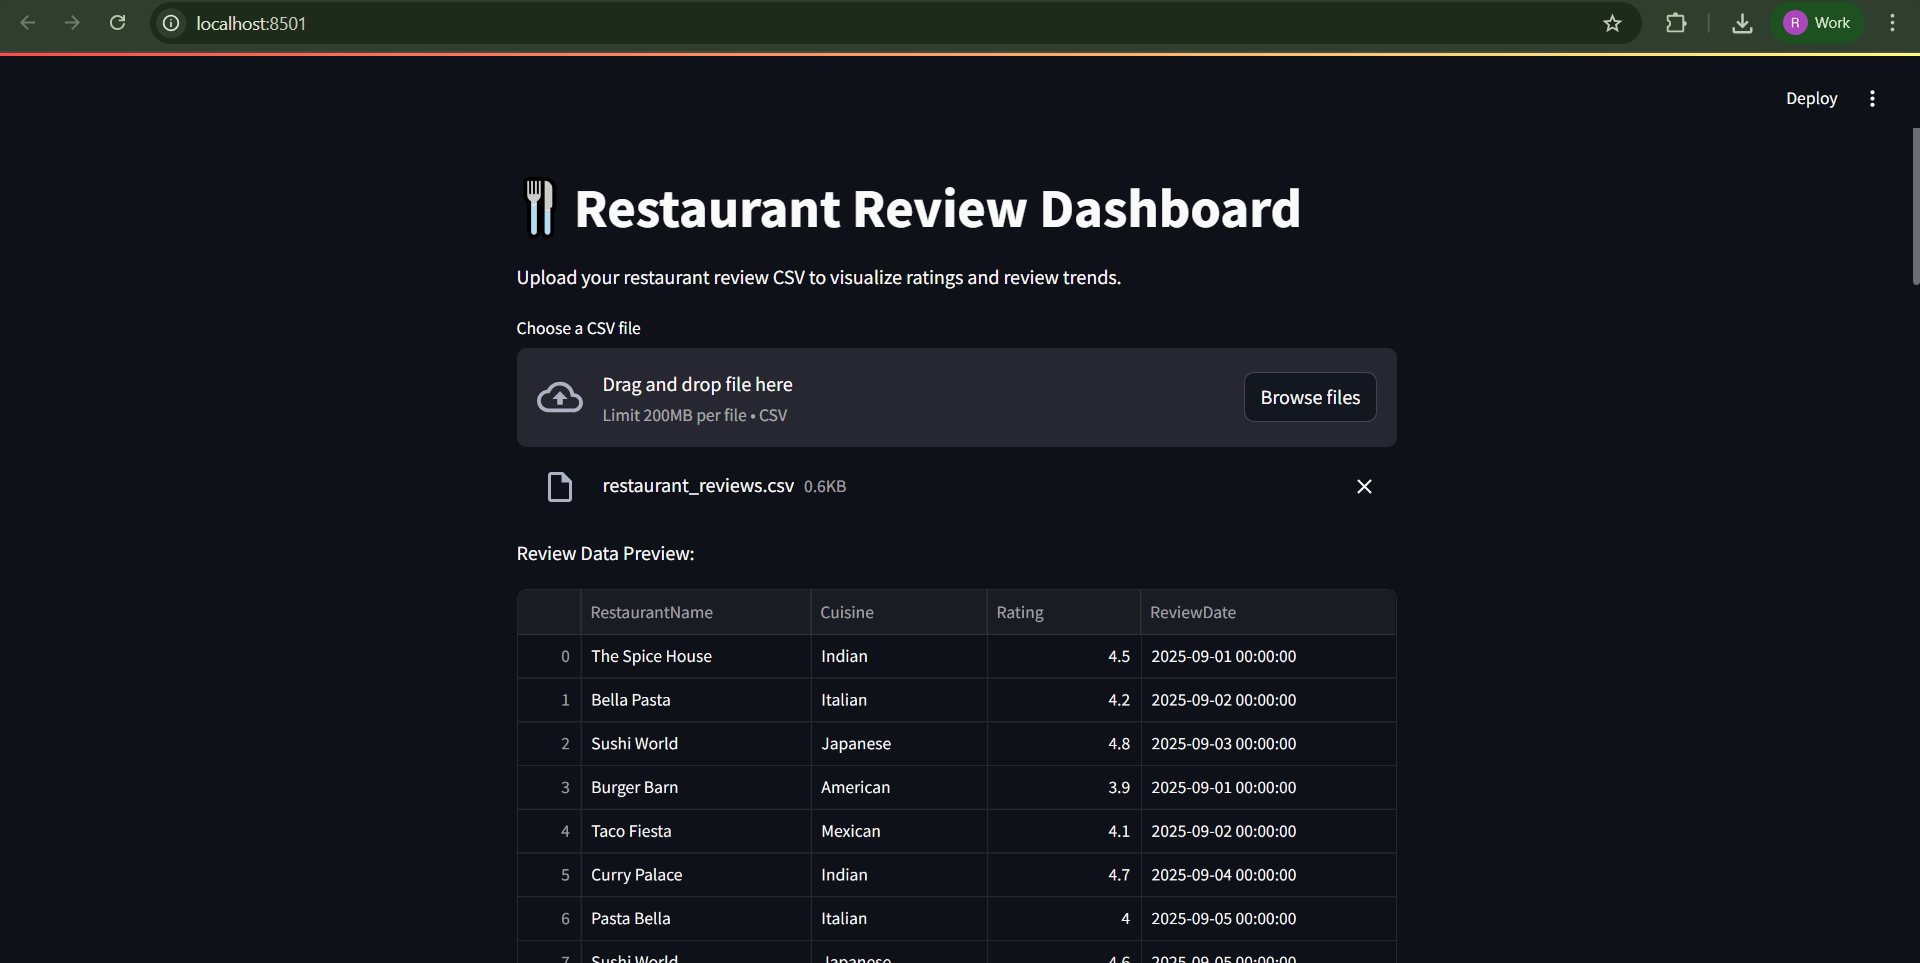 localhost:8501
R Work
Deploy
Restaurant Review Dashboard
Upload your restaurant review CSV to visualize ratings and review trends.
Choose a CSV file
Drag and drop file here
Limit 200MB per file • CSV
Browse files
restaurant_reviews.csv 0.6KB
Review Data Preview:
RestaurantName Cuisine Rating ReviewDate
0 The Spice House Indian 4.5 2025-09-01 00:00:00
1 Bella Pasta Italian 4.2 2025-09-02 00:00:00
2 Sushi World Japanese 4.8 2025-09-03 00:00:00
3 Burger Barn American 3.9 2025-09-01 00:00:00
4 Taco Fiesta Mexican 4.1 2025-09-02 00:00:00
5 Curry Palace Indian 4.7 2025-09-04 00:00:00
6 Pasta Bella Italian 4 2025-09-05 00:00:00
7 Sushi World Japanese 4.6 2025-09-05 00:00:00